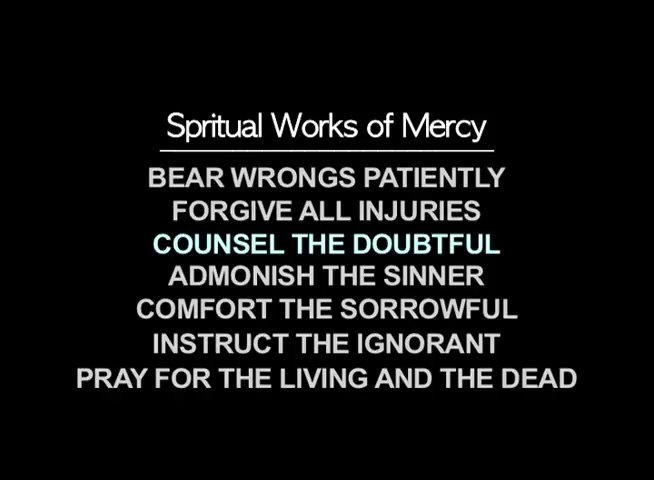 Spritual Works of Mercy
BEAR WRONGS PATIENTLY
FORGIVE ALL INJURIES
COUNSEL THE DOUBTFUL
ADMONISH THE SINNER
COMFORT THE SORROWFUL
INSTRUCT THE IGNORANT
PRAY FOR THE LIVING AND THE DEAD